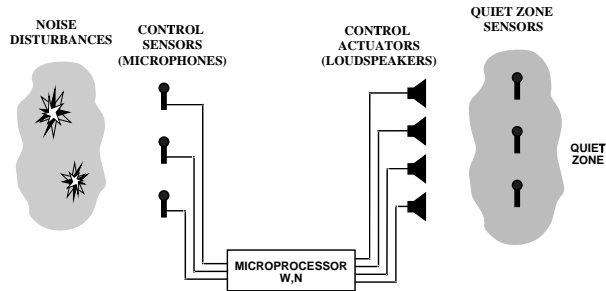 NOISE
DISTURBANCES
CONTROL
SENSORS
(MICROPHONES)
CONTROL
ACTUATORS
(LOUDSPEAKERS)
QUIET ZONE
SENSORS
QUIET
ZONE
MICROPROCESSOR
W,N